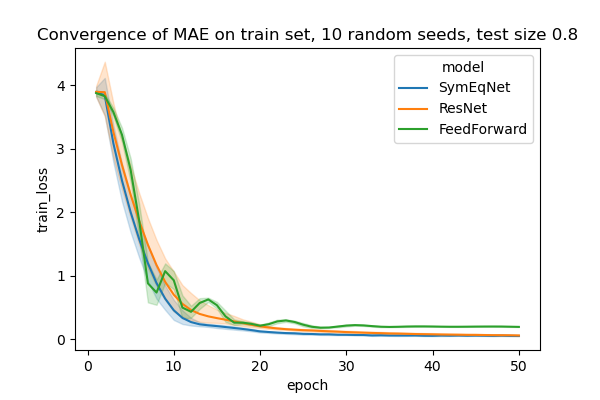 Convergence of MAE on train set, 10 random seeds, test size 0.8
model
SymEqNet
ResNet
FeedForward
4
3
2
1
0
train_loss
0
10
20
30
40
50
epoch